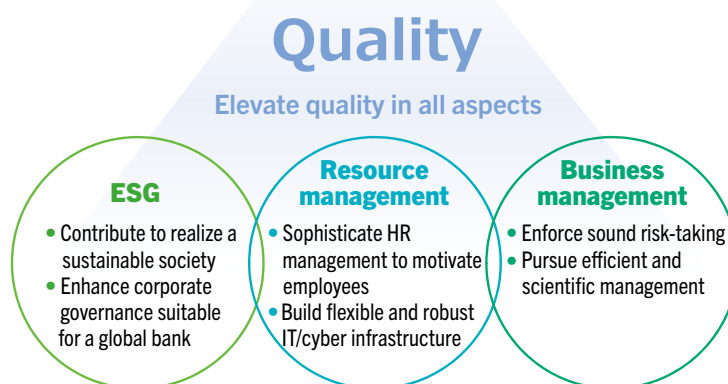 Quality
Elevate quality in all aspects
ESG
• Contribute to realize a
sustainable society
• Enhance corporate
governance suitable
for a global bank
Resource
management
• Sophisticate HR
management to motivate
employees
• Build flexible and robust
IT/cyber infrastructure
Business
management
• Enforce sound risk-taking
• Pursue efficient and
scientific management